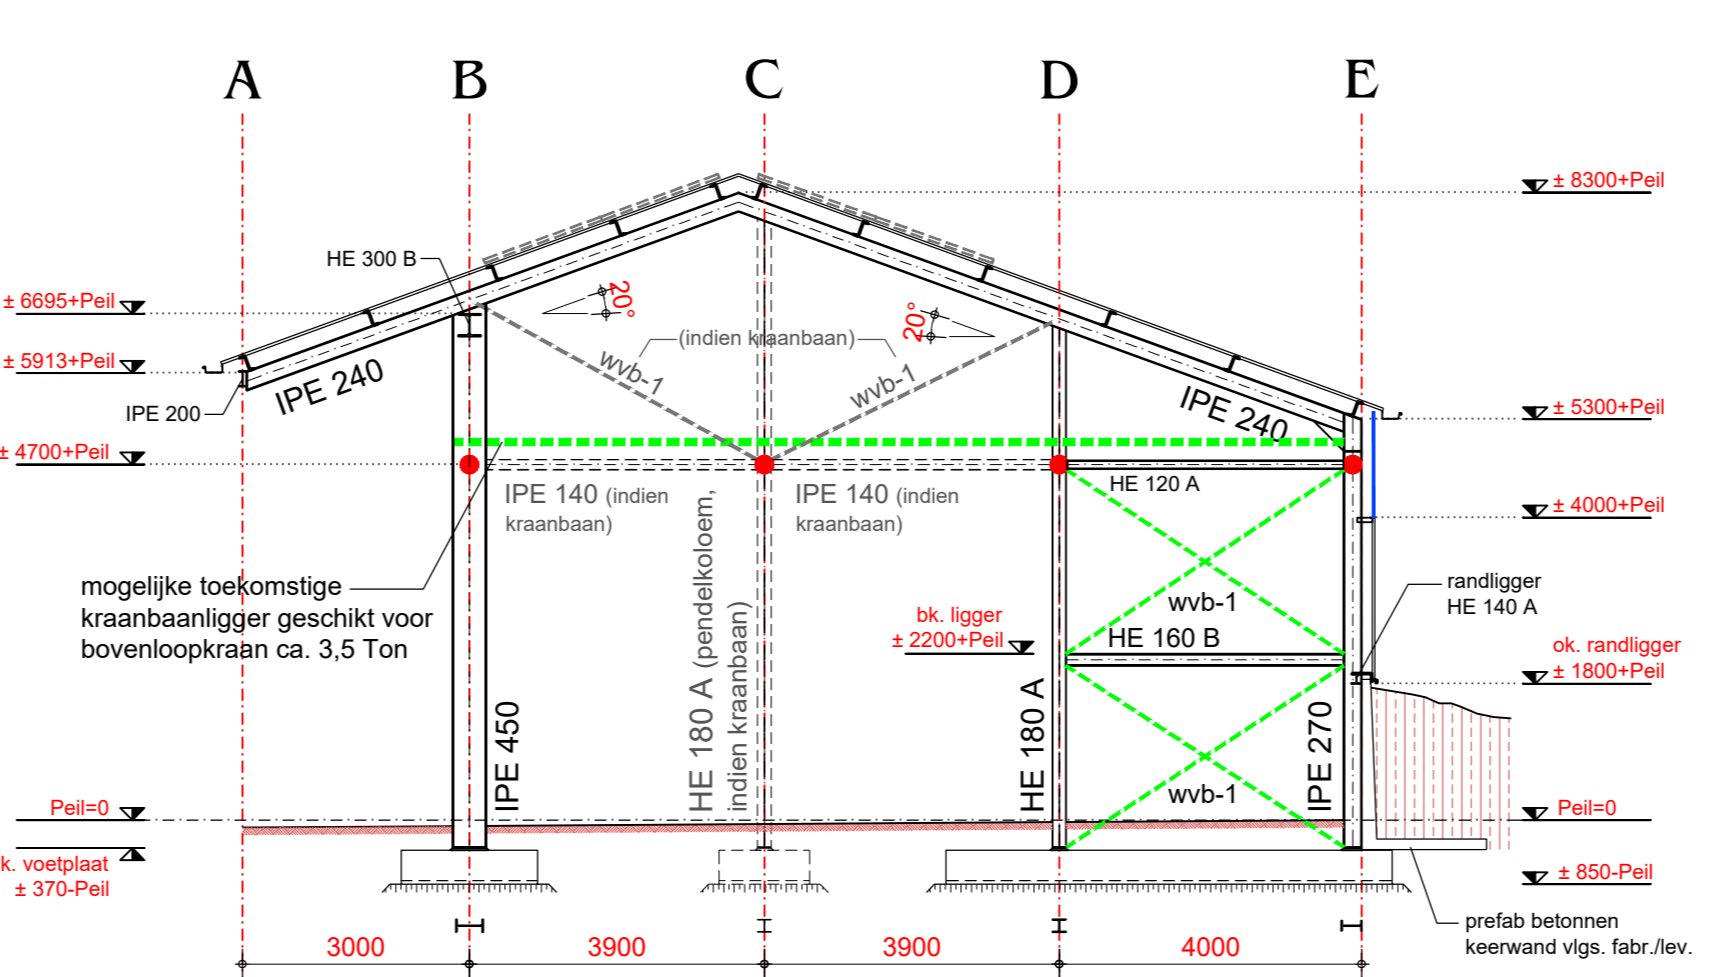 A B C D E
± 8300+Peil
HE 300 B
20°
± 6695+Peil
20°
(indien kraanbaan)
± 5913+Peil
wvb-1
wvb-1
IPE 240
IPE 200
IPE 240
± 5300+Peil
± 4700+Peil
HE 120 A
IPE 140 (indien
kraanbaan)
IPE 140 (indien
kraanbaan)
± 4000+Peil
HE 180 A (pendelkoloem,
indien kraanbaan)
mogelijke toekomstige
kraanbaanligger geschikt voor
bovenloopkraan ca. 3,5 Ton
wvb-1
randligger
HE 140 A
bk. ligger
± 2200+Peil
HE 160 B
ok. randligger
± 1800+Peil
IPE 450
HE 180 A
IPE 270
wvb-1
Peil=0
Peil=0
k. voetplaat
± 370-Peil
± 850-Peil
prefab betonnen
keerwand vlgs. fabr./lev.
3000 3900 3900 4000